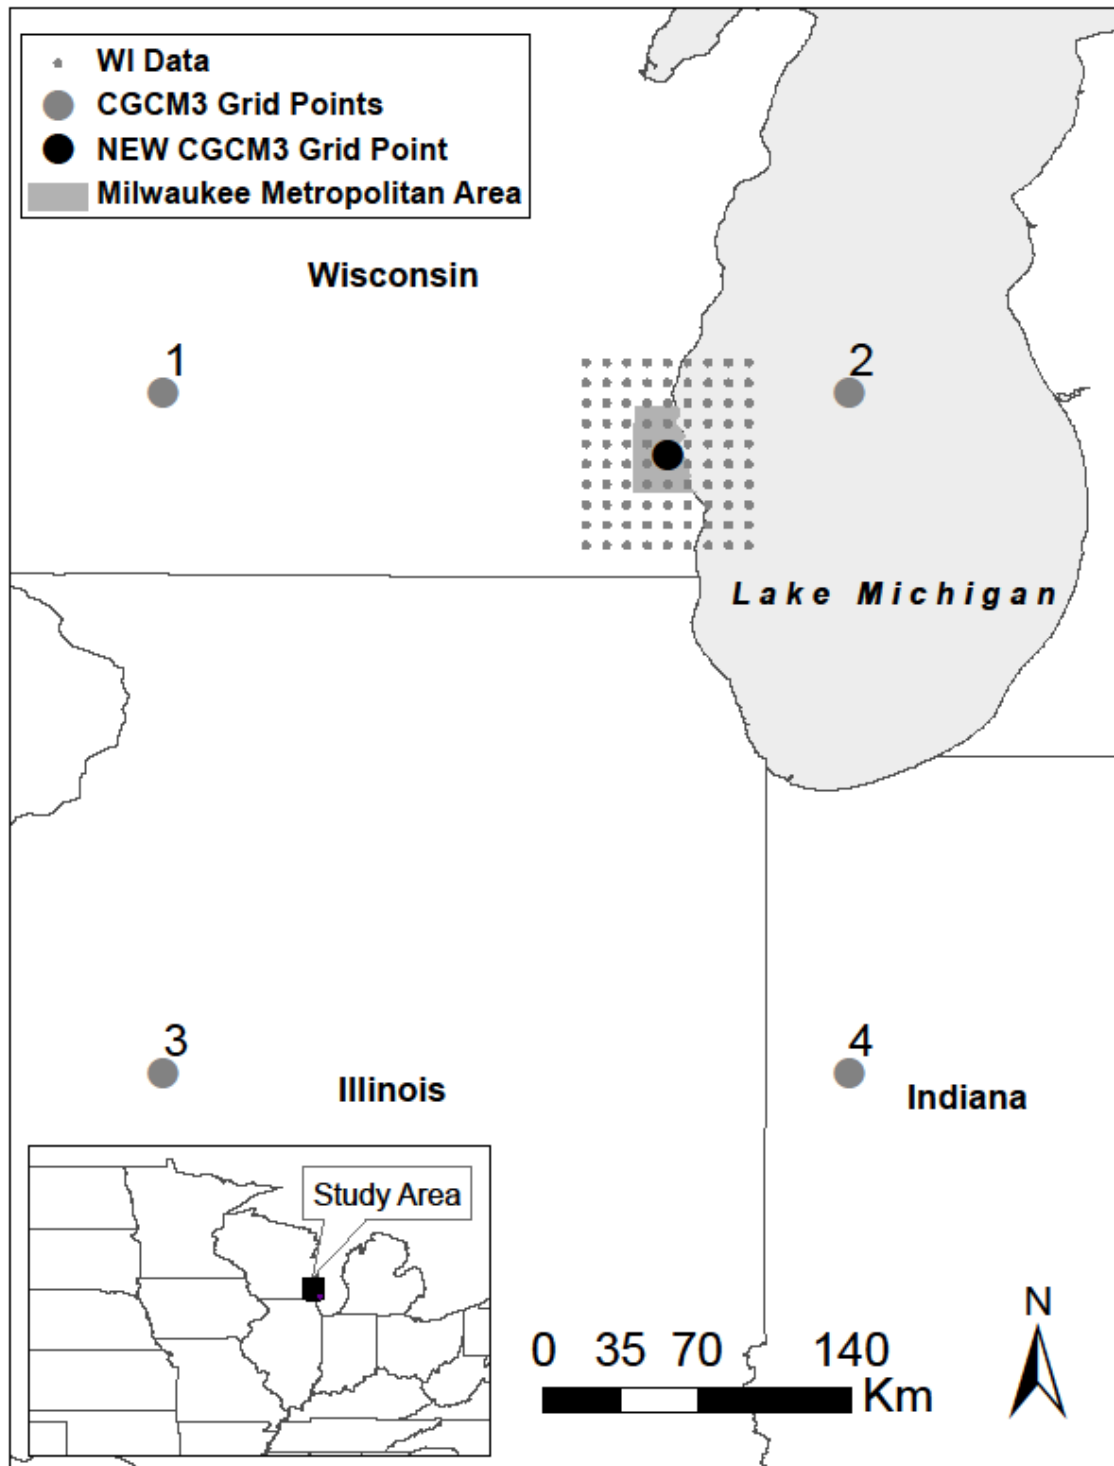 WI Data
CGCM3 Grid Points
NEW CGCM3 Grid Point
Milwaukee Metropolitan Area
Wisconsin
1
2
Lake Michigan
3
4
Illinois
Indiana
Study Area
N
0 35 70 140
Km